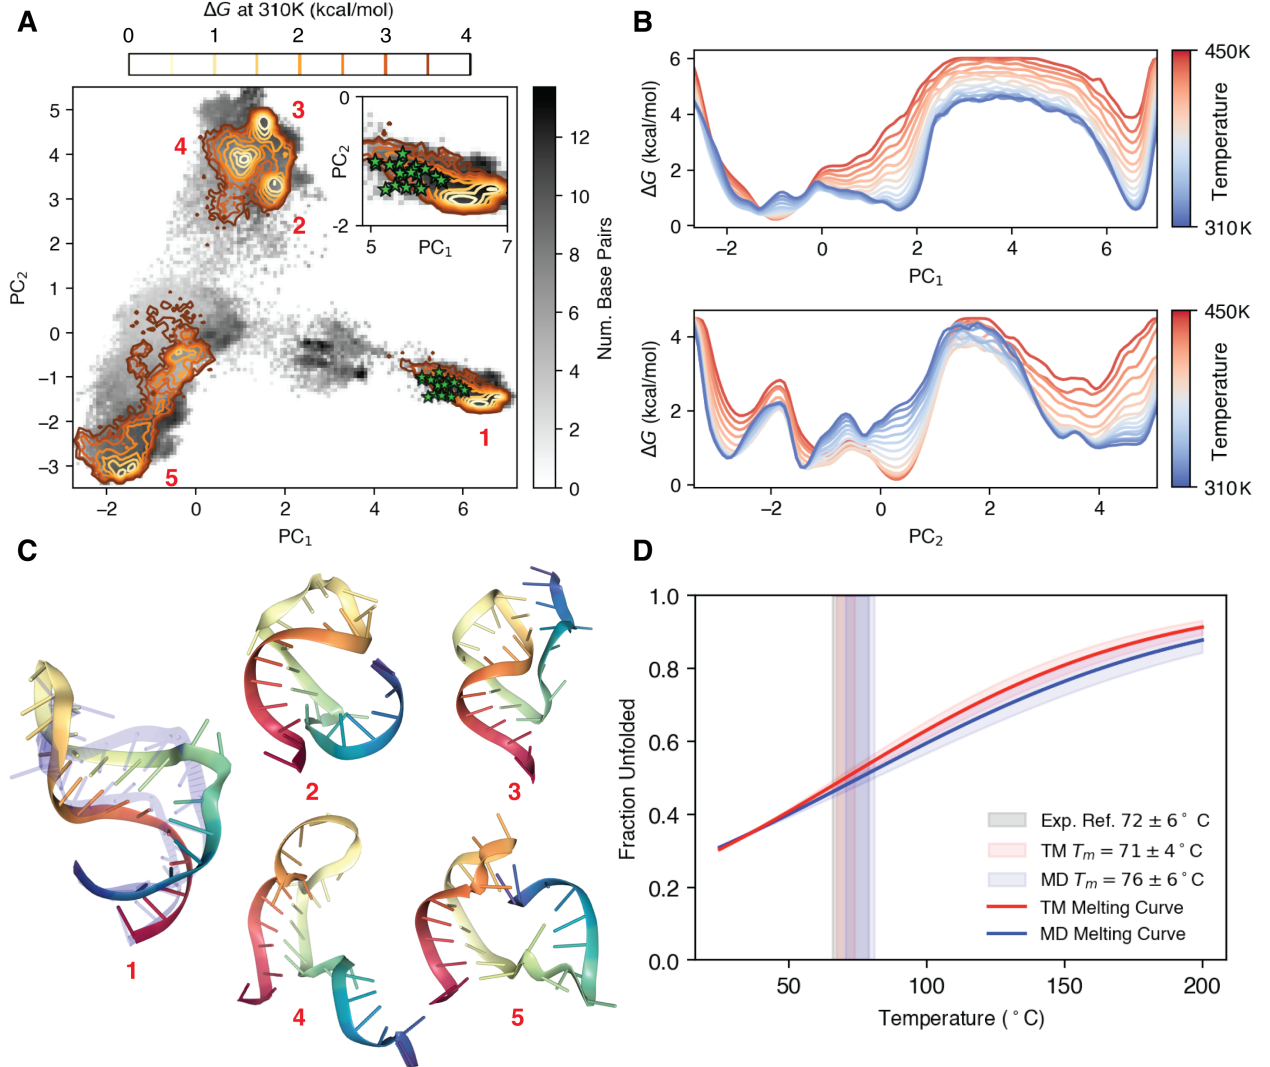 A
ΔG at 310K (kcal/mol)
0 1 2 3 4
5
4
3
2
1
0
−1
−2
−3
PC2
−2 0 2 4 6
PC1
3
4
2
1
5
0
PC2
-2
5 PC1 7
12
10
8
6
4
2
0
Num. Base Pairs
B
6
4
2
0
ΔG (kcal/mol)
−2 0 2 4 6
PC1
450K
Temperature
310K
4
2
0
ΔG (kcal/mol)
−2 0 2 4
PC2
450K
Temperature
310K
C
1
2
3
4
5
D
1.0
0.8
0.6
0.4
0.2
0.0
Fraction Unfolded
Exp. Ref. 72 ± 6° C
TM Tm = 71 ± 4°C
MD Tm = 76 ± 6°C
TM Melting Curve
MD Melting Curve
50 100 150 200
Temperature (°C)